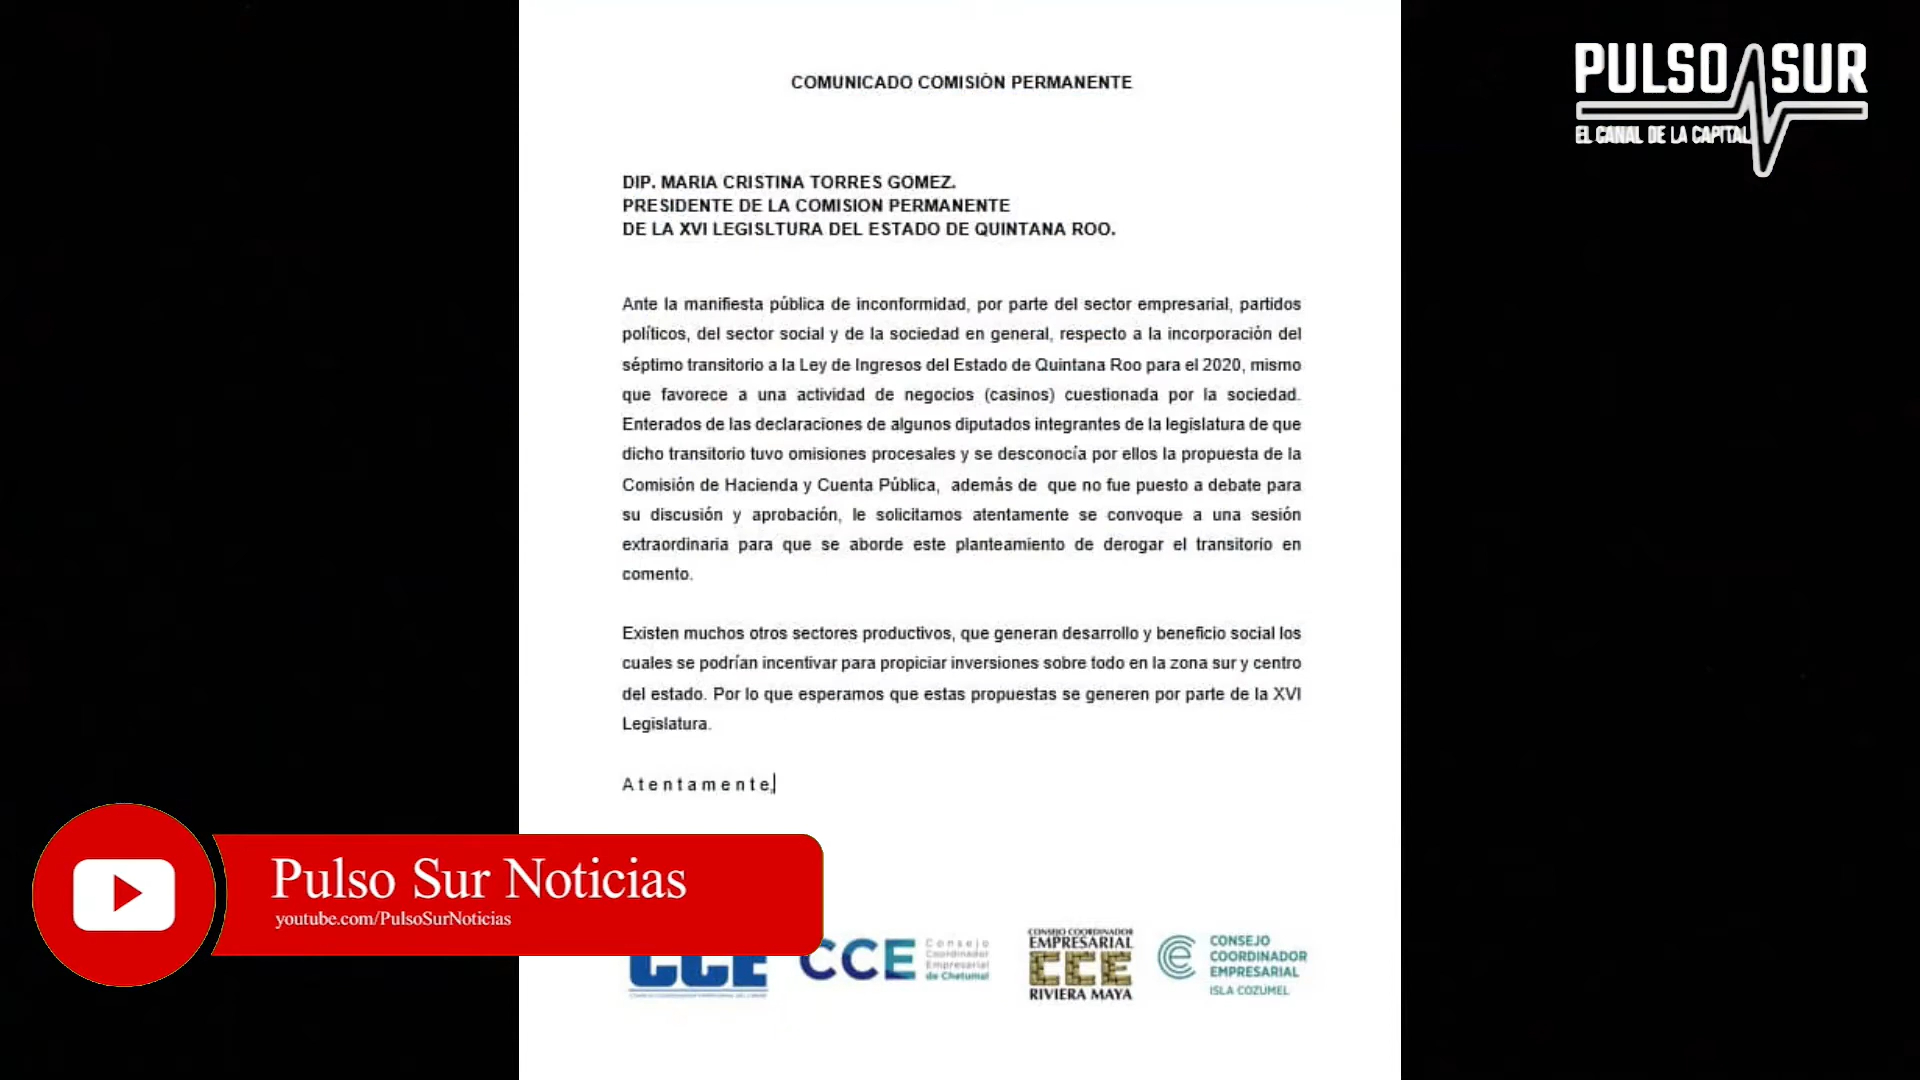 COMUNICADO COMISIÓN PERMANENTE
PULSO SUR
EL CANAL DE LA CAPITAL
DIP. MARIA CRISTINA TORRES GOMEZ.
PRESIDENTE DE LA COMISION PERMANENTE
DE LA XVI LEGISLTURA DEL ESTADO DE QUINTANA ROO.
Ante la manifiesta pública de inconformidad, por parte del sector empresarial, partidos
políticos, del sector social y de la sociedad en general, respecto a la incorporación del
séptimo transitorio a la Ley de Ingresos del Estado de Quintana Roo para el 2020, mismo
que favorece a una actividad de negocios (casinos) cuestionada por la sociedad.
Enterados de las declaraciones de algunos diputados integrantes de la legislatura de que
dicho transitorio tuvo omisiones procesales y se desconocía por ellos la propuesta de la
Comisión de Hacienda y Cuenta Pública, además de que no fue puesto a debate para
su discusión y aprobación, le solicitamos atentamente se convoque a una sesión
extraordinaria para que se aborde este planteamiento de derogar el transitorio en
comento.
Existen muchos otros sectores productivos, que generan desarrollo y beneficio social los
cuales se podrían incentivar para propiciar inversiones sobre todo en la zona sur y centro
del estado. Por lo que esperamos que estas propuestas se generen por parte de la XVI
Legislatura.
Atentamente,
Pulso Sur Noticias
youtube.com/PulsoSurNoticias
CCE
CCE
Consejo
Coordinador
Empresarial
de Chetumal
CONSEJO COORDINADOR
EMPRESARIAL
CCE
RIVIERA MAYA
CONSEJO
COORDINADOR
EMPRESARIAL
ISLA COZUMEL